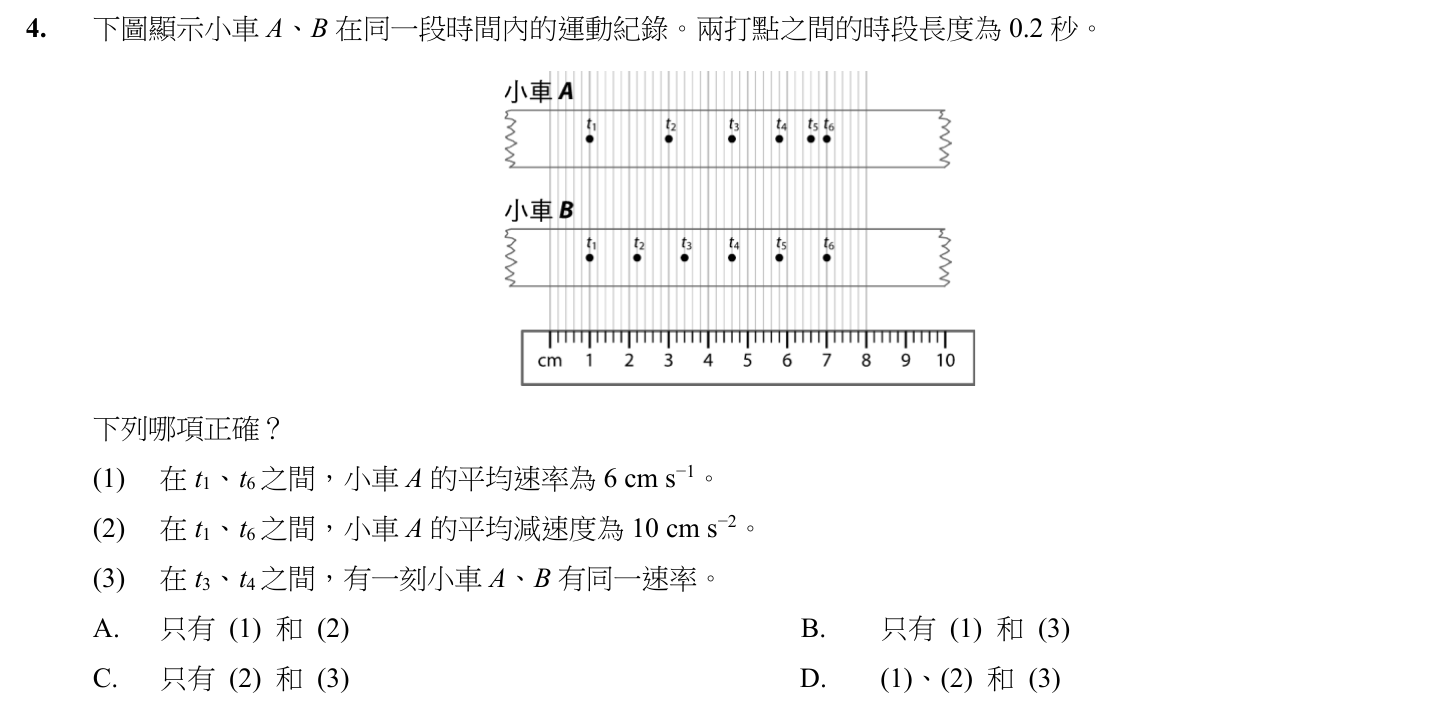 4. 下圖顯示小車 A、B 在同一段時間內的運動紀錄。兩打點之間的時段長度為 0.2 秒。
小車 A
t₁ t₂ t₃ t₄ t₅ t₆
小車 B
t₁ t₂ t₃ t₄ t₅ t₆
cm 1 2 3 4 5 6 7 8 9 10
下列哪項正確？
(1) 在 t₁、t₆ 之間，小車 A 的平均速率為 6 cm s⁻¹。
(2) 在 t₁、t₆ 之間，小車 A 的平均減速度為 10 cm s⁻²。
(3) 在 t₃、t₄ 之間，有一刻小車 A、B 有同一速率。
A. 只有 (1) 和 (2) B. 只有 (1) 和 (3)
C. 只有 (2) 和 (3) D. (1)、(2) 和 (3)